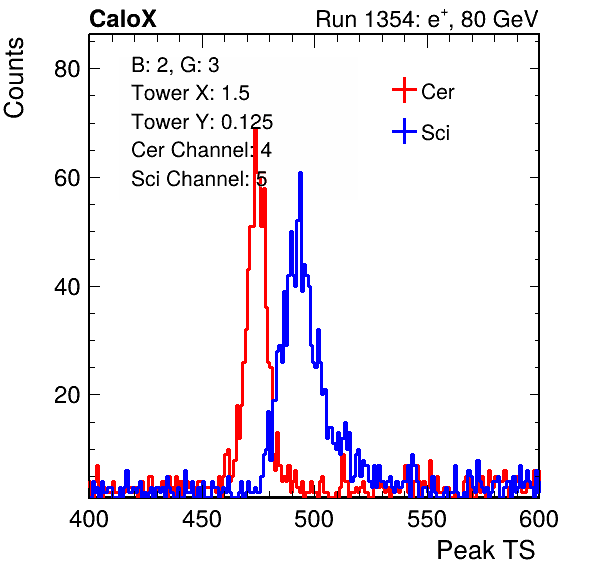 CaloX Run 1354: e+, 80 GeV
Counts
B: 2, G: 3
Tower X: 1.5
Tower Y: 0.125
Cer Channel: 4
Sci Channel: 5
Cer
Sci
80
60
40
20
400 450 500 550 600
Peak TS